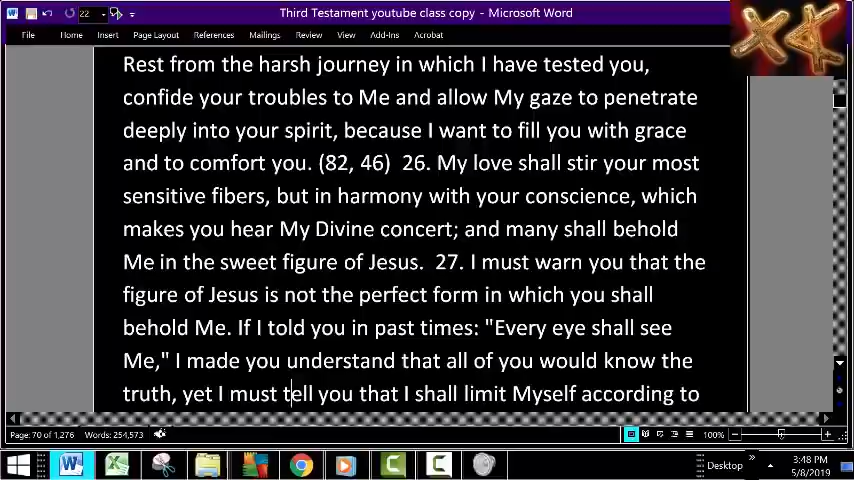 22
Third Testament youtube class copy - Microsoft Word
File Home Insert Page Layout References Mailings Review View Add-Ins Acrobat
Rest from the harsh journey in which I have tested you,
confide your troubles to Me and allow My gaze to penetrate
deeply into your spirit, because I want to fill you with grace
and to comfort you. (82, 46)  26. My love shall stir your most
sensitive fibers, but in harmony with your conscience, which
makes you hear My Divine concert; and many shall behold
Me in the sweet figure of Jesus.  27. I must warn you that the
figure of Jesus is not the perfect form in which you shall
behold Me. If I told you in past times: "Every eye shall see
Me," I made you understand that all of you would know the
truth, yet I must tell you that I shall limit Myself according to
Page: 70 of 1,276 Words: 254,573 100%
Desktop
3:48 PM
5/8/2019